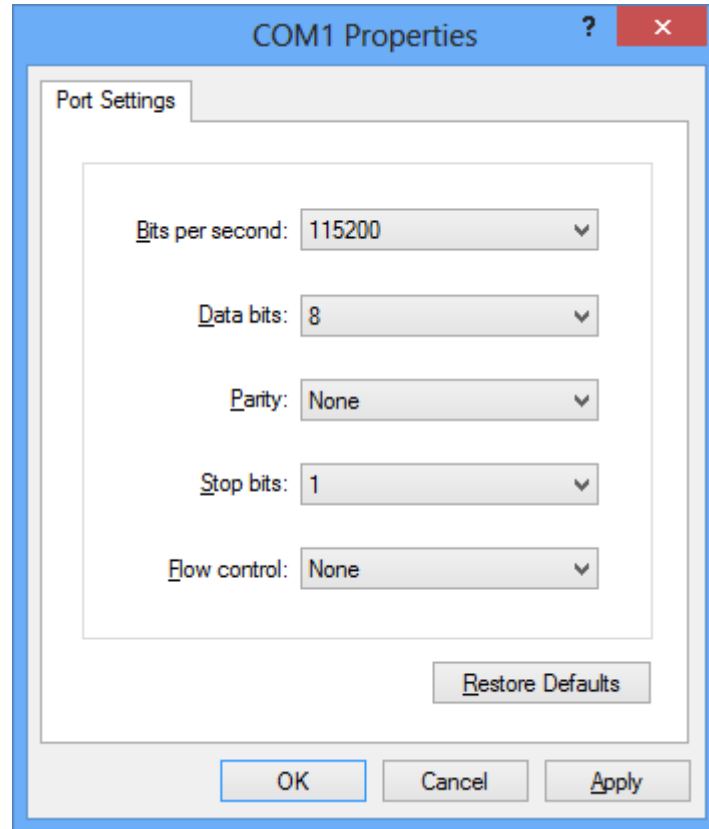 COM1 Properties ?
Port Settings
Bits per second: 115200
Data bits: 8
Parity: None
Stop bits: 1
Flow control: None
Restore Defaults
OK Cancel Apply